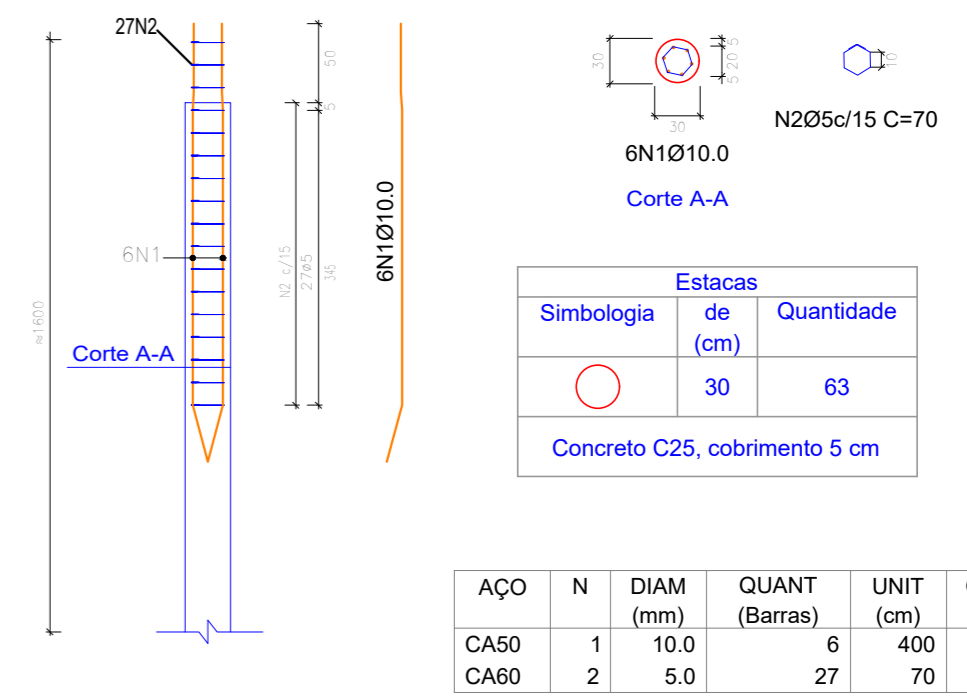 27N2
50
5
6N1
≈1600
Corte A-A
N2 c/15
27Ø5
345
6N1Ø10.0
30
5 20 5
30
6N1Ø10.0
Corte A-A
10
N2Ø5c/15 C=70
Estacas
Simbologia de (cm) Quantidade
30 63
Concreto C25, cobrimento 5 cm
AÇO N DIAM (mm) QUANT (Barras) UNIT (cm)
CA50 1 10.0 6 400
CA60 2 5.0 27 70